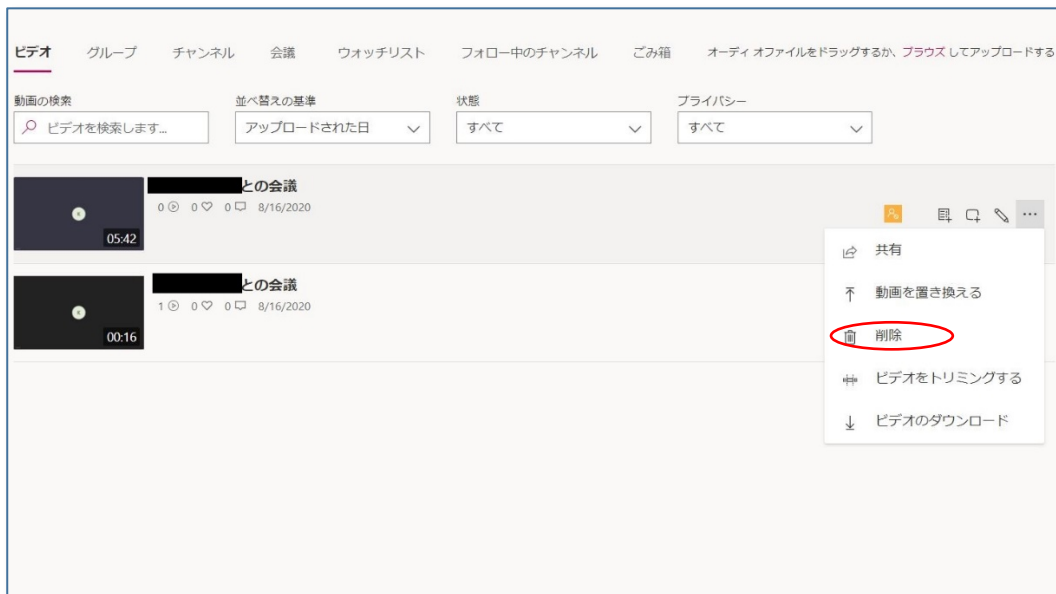 ビデオ グループ チャンネル 会議 ウォッチリスト フォロー中のチャンネル ごみ箱 オーディ オファイルをドラッグするか、ブラウズ してアップロードする
動画の検索 並べ替えの基準 状態 プライバシー
ビデオを検索します... アップロードされた日 すべて すべて
との会議
0 0 0 8/16/2020
05:42
共有
動画を置き換える
との会議
1 0 0 8/16/2020
00:16
削除
ビデオをトリミングする
ビデオのダウンロード